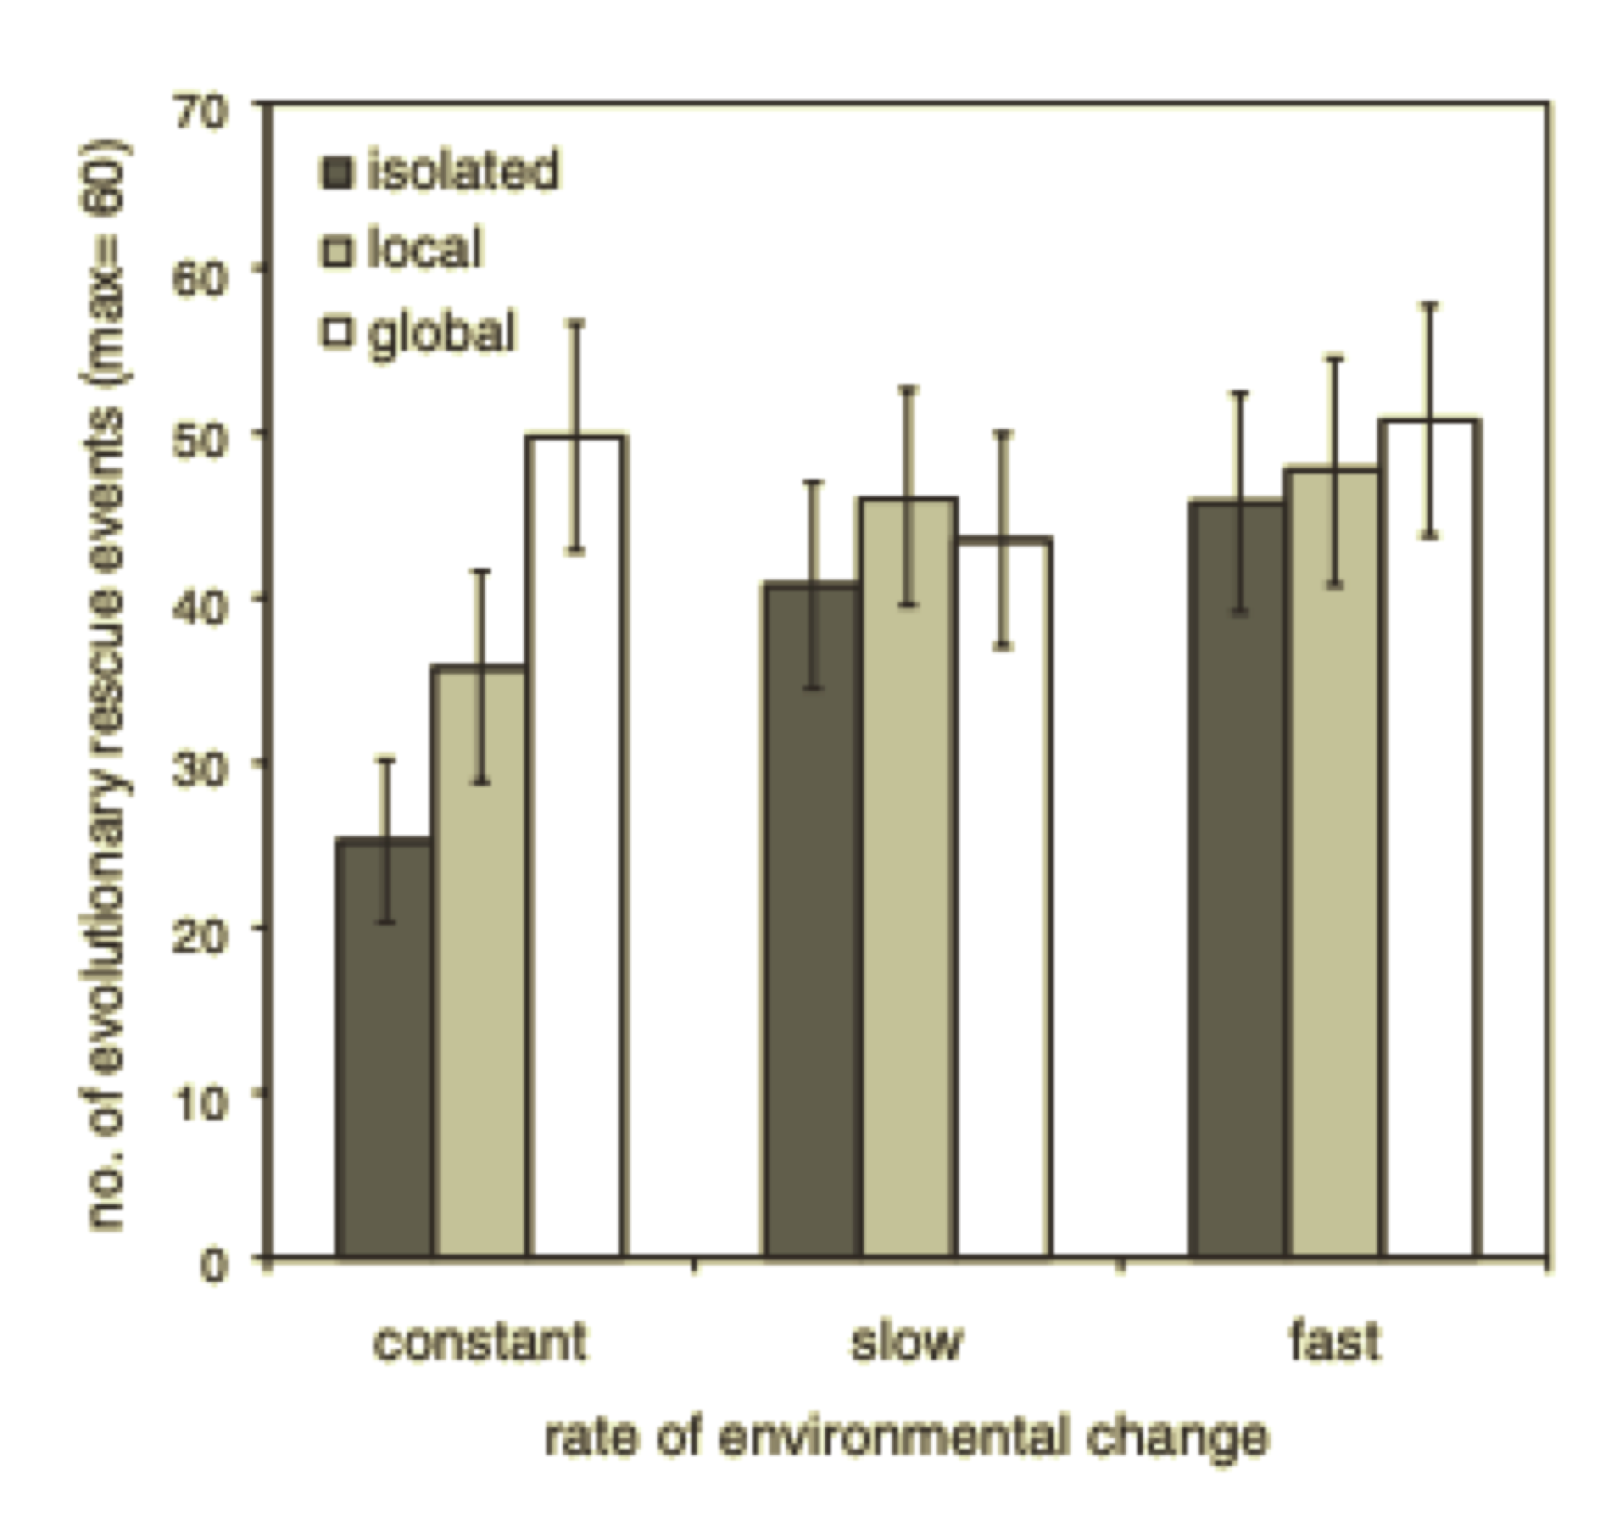 no. of evolutionary rescue events (max= 60)
70
60
50
40
30
20
10
0
isolated
local
global
constant slow fast
rate of environmental change